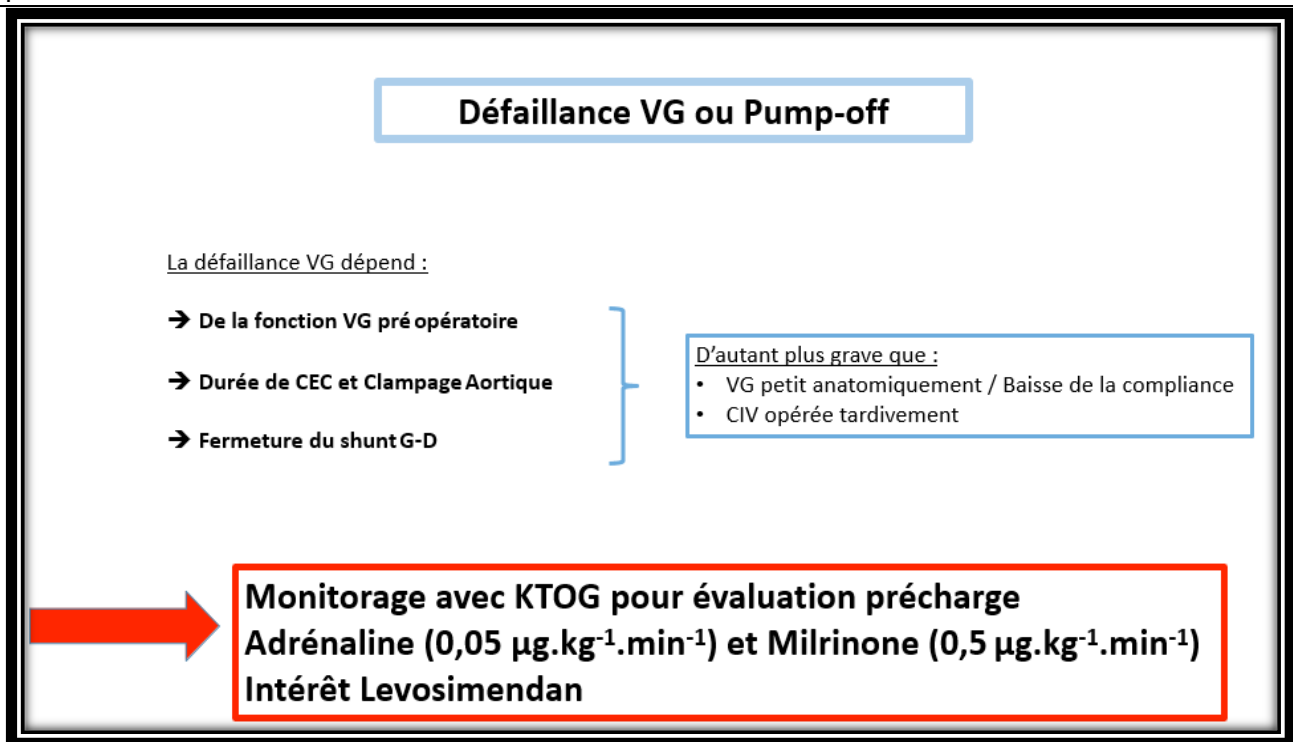 Défaillance VG ou Pump-off
La défaillance VG dépend :
➔ De la fonction VG pré opératoire
➔ Durée de CEC et Clampage Aortique
➔ Fermeture du shunt G-D
D'autant plus grave que :
• VG petit anatomiquement / Baisse de la compliance
• CIV opérée tardivement
Monitorage avec KTOG pour évaluation précharge
Adrénaline (0,05 µg.kg⁻¹.min⁻¹) et Milrinone (0,5 µg.kg⁻¹.min⁻¹)
Intérêt Levosimendan